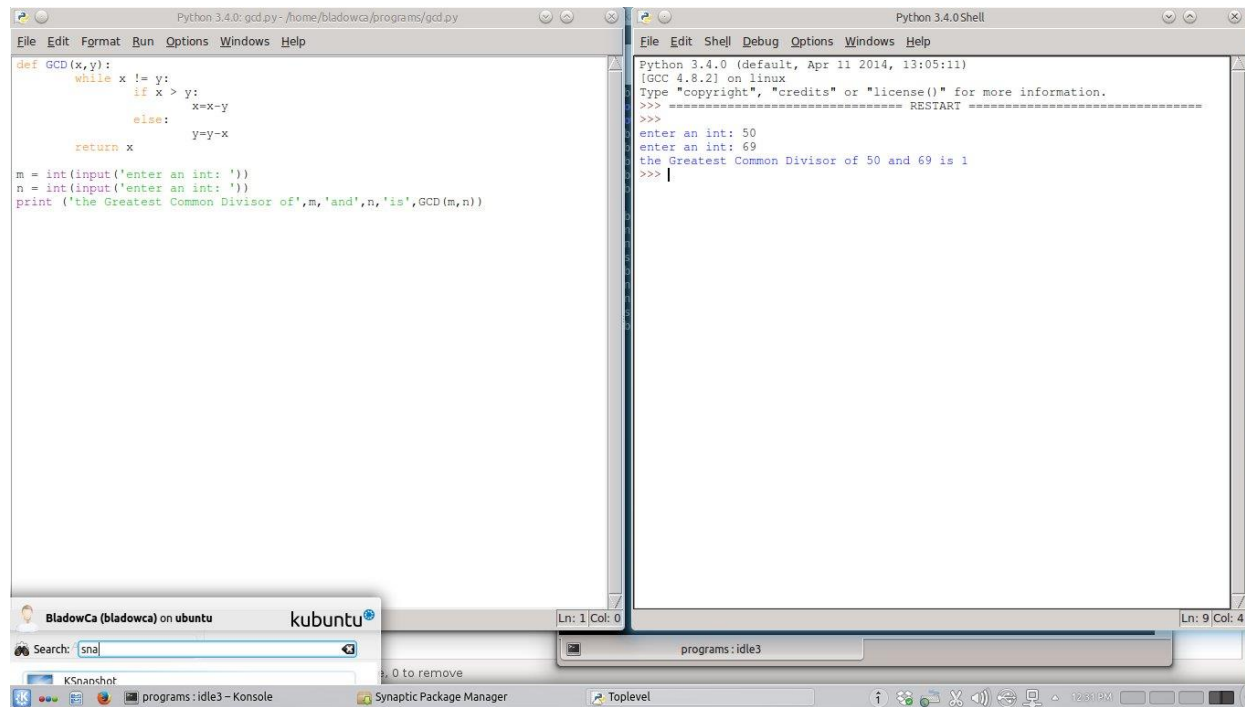 Python 3.4.0: gcd.py - /home/bladowca/programs/gcd.py
File Edit Format Run Options Windows Help
def GCD(x,y):
        while x != y:
                if x > y:
                        x=x-y
                else:
                        y=y-x
        return x

m = int(input('enter an int: '))
n = int(input('enter an int: '))
print ('the Greatest Common Divisor of',m,'and',n,'is',GCD(m,n))
Ln: 1 Col: 0
Python 3.4.0 Shell
File Edit Shell Debug Options Windows Help
Python 3.4.0 (default, Apr 11 2014, 13:05:11)
[GCC 4.8.2] on linux
Type "copyright", "credits" or "license()" for more information.
>>> ================================ RESTART ================================
>>>
enter an int: 50
enter an int: 69
the Greatest Common Divisor of 50 and 69 is 1
>>>
Ln: 9 Col: 4
BladowCa (bladowca) on ubuntu
kubuntu
Search: sna
KSnapshot
, 0 to remove
programs : idle3
programs : idle3 – Konsole
Synaptic Package Manager
Toplevel
12:31 PM